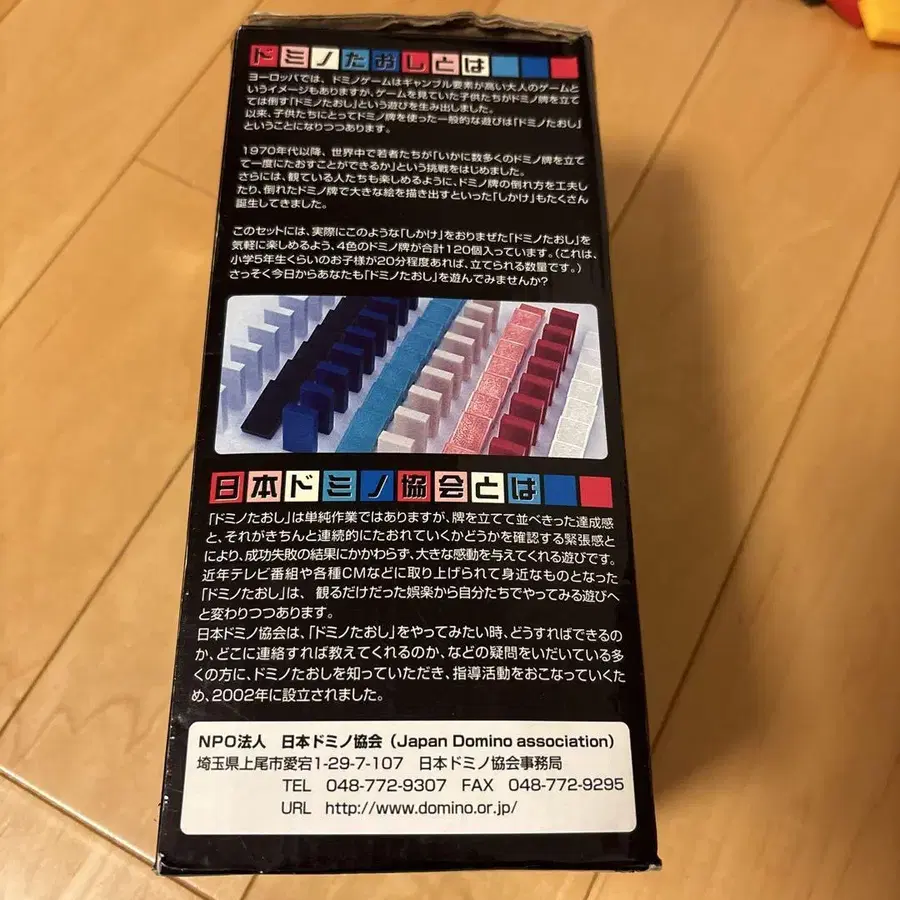 ドミノたおしとは
ヨーロッパでは、ドミノゲームはギャンブル要素が高い大人のゲームと
いうイメージもありますが、ゲームを見ていた子供たちがドミノ牌を立て
ては倒す「ドミノたおし」という遊びを生み出しました。
以来、子供たちにとってドミノ牌を使った一般的な遊びは「ドミノたおし」
ということになりつつあります。
1970年代以降、世界中で若者たちが「いかに数多くのドミノ牌を立て
て一度にたおすことができるか」という挑戦をはじめました。
さらには、観ている人たちも楽しめるように、ドミノ牌の倒れ方を工夫し
たり、倒れたドミノ牌で大きな絵を描き出すといった「しかけ」もたくさん
誕生してきました。
このセットには、実際にこのような「しかけ」をおりまぜた「ドミノたおし」を
気軽に楽しめるよう、4色のドミノ牌が合計120個入っています。(これは、
小学5年生くらいのお子様が20分程度あれば、立てられる数量です。)
さっそく今日からあなたも「ドミノたおし」を遊んでみませんか?
日本ドミノ協会とは
「ドミノたおし」は単純作業ではありますが、牌を立てて並べきった達成感
と、それがきちんと連続的にたおれていくかどうかを確認する緊張感と
により、成功失敗の結果にかかわらず、大きな感動を与えてくれる遊びです。
近年テレビ番組や各種CMなどに取り上げられて身近なものとなった
「ドミノたおし」は、観るだけだった娯楽から自分たちでやってみる遊びへ
と変わりつつあります。
日本ドミノ協会は、「ドミノたおし」をやってみたい時、どうすればできるの
か、どこに連絡すれば教えてくれるのか、などの疑問をいだいている多
くの方に、ドミノたおしを知っていただき、指導活動をおこなっていくた
め、2002年に設立されました。
NPO法人 日本ドミノ協会(Japan Domino association)
埼玉県上尾市愛宕1-29-7-107 日本ドミノ協会事務局
TEL 048-772-9307 FAX 048-772-9295
URL http://www.domino.or.jp/